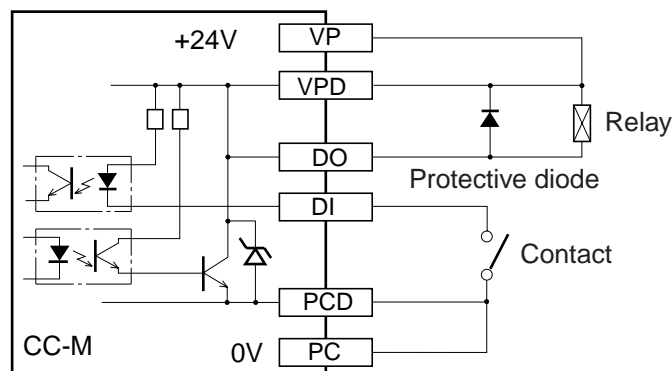 +24V
VP
VPD
Relay
DO
Protective diode
DI
Contact
PCD
CC-M
0V
PC